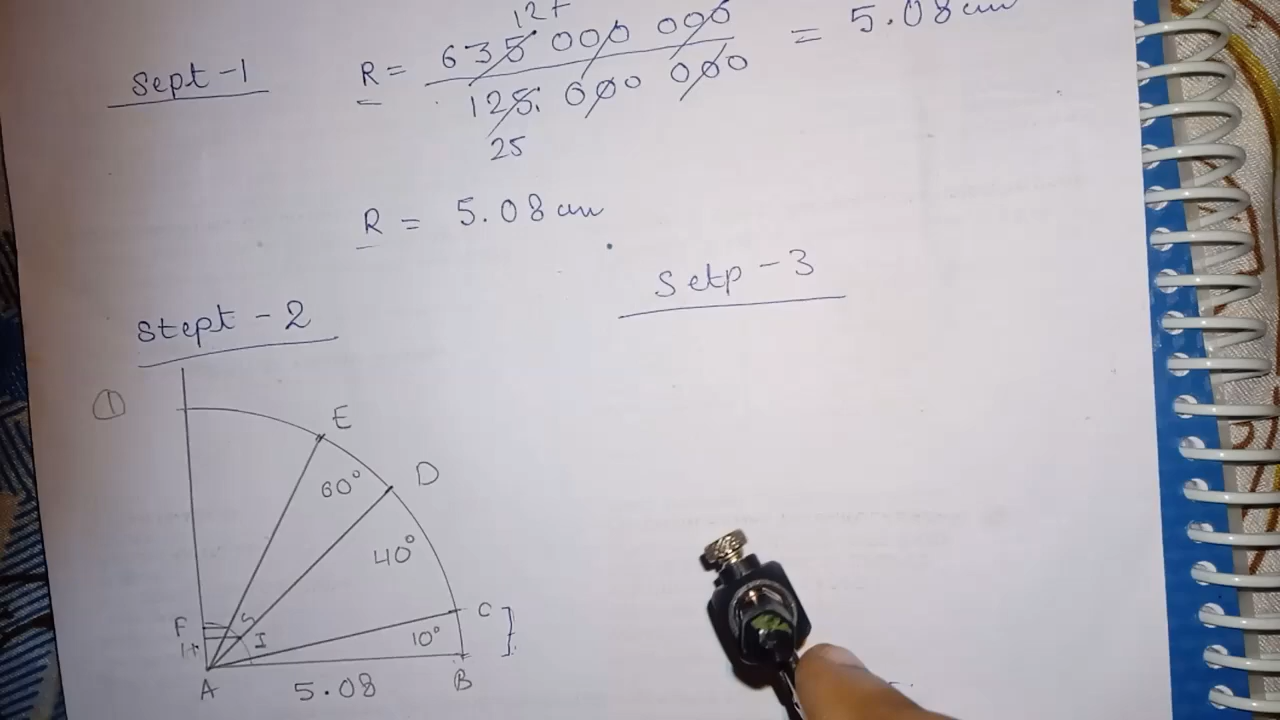 127
Sept-1 R = 635 000 000 / 125 000 000 = 5.08 cm
25
R = 5.08 cm
Setp - 3
Stept - 2
1
E
60° D
40°
F G
H I 10° C
A 5.08 B